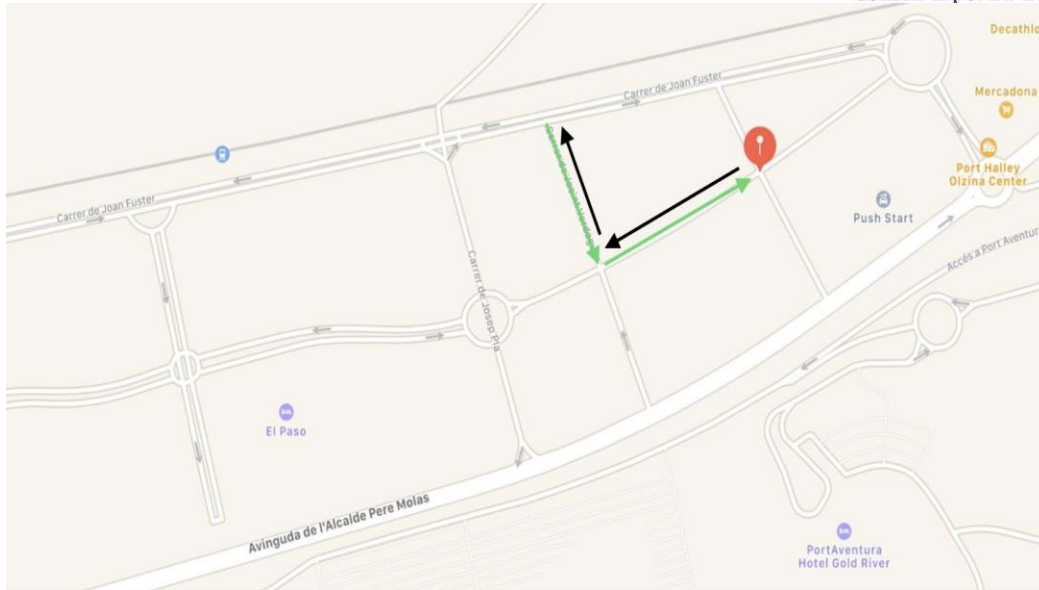 Decathlo
Carrer de Joan Fuster
Mercadona
Port Halley
Olzina Center
Push Start
Carrer de Joan Fuster
Accés a Port Aventura
Carrer de Josep Pla
El Paso
Avinguda de l'Alcalde Pere Molas
PortAventura
Hotel Gold River